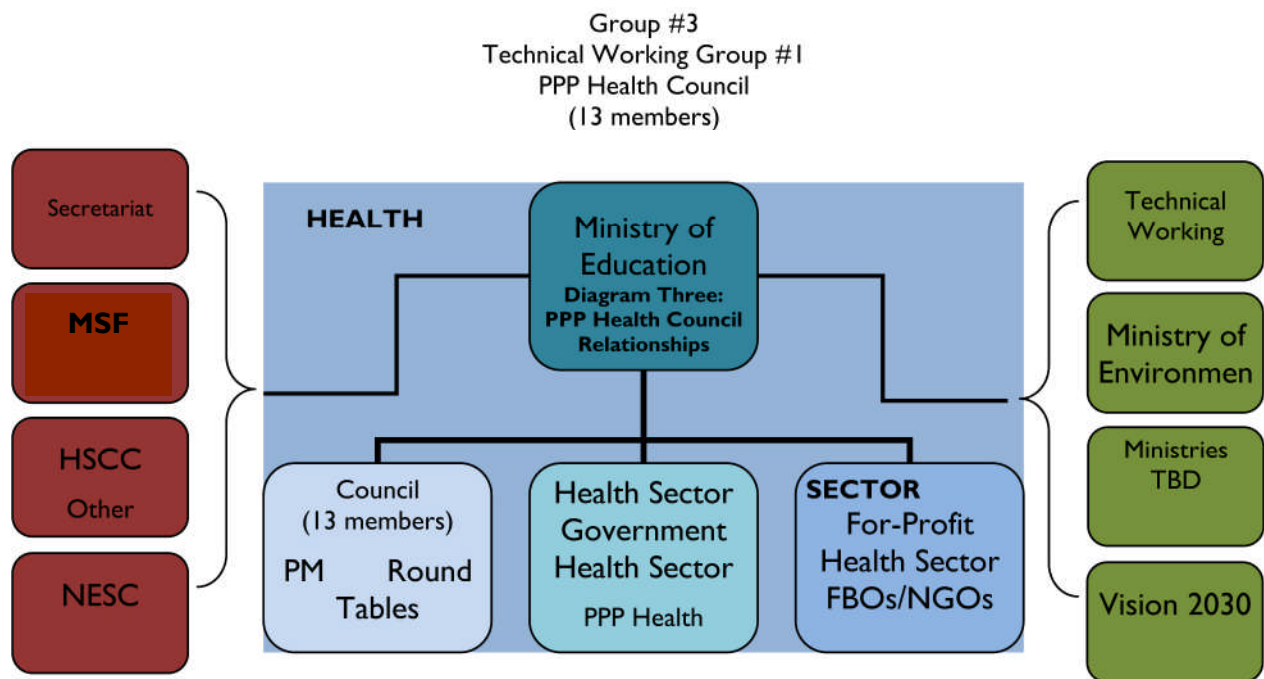 Group #3
Technical Working Group #1
PPP Health Council
(13 members)
Secretariat
MSF
HSCC
Other
NESC
HEALTH
Ministry of
Education
Diagram Three:
PPP Health Council
Relationships
Council
(13 members)
PM Round
Tables
Health Sector
Government
Health Sector
PPP Health
SECTOR
For-Profit
Health Sector
FBOs/NGOs
Technical
Working
Ministry of
Environmen
Ministries
TBD
Vision 2030